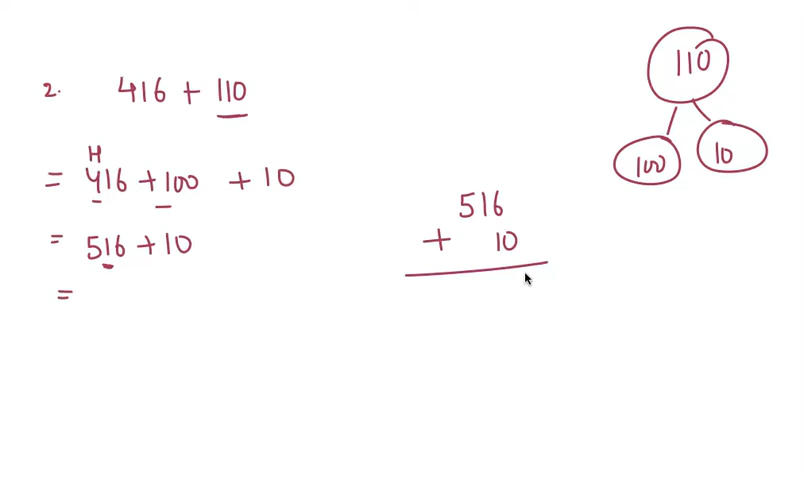 2. 416 + 110
H
= 416 + 100 + 10
= 516 + 10
=
516
+ 10
110
100 10